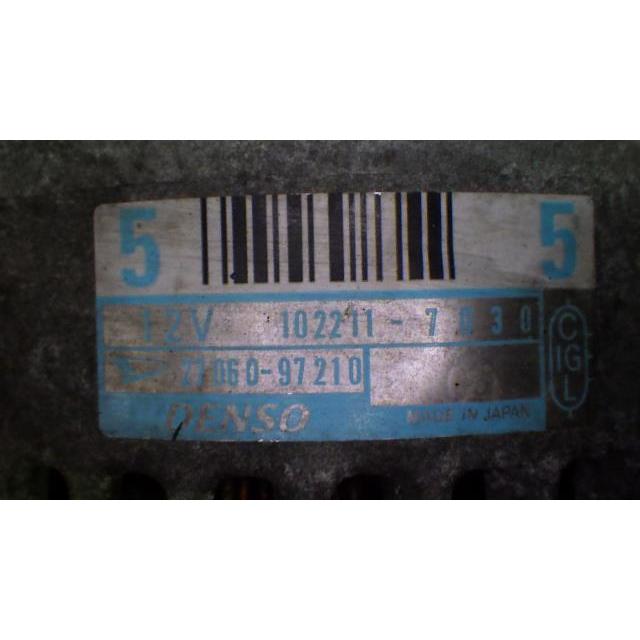 5 5
12V 102211-7030
27060-97210
DENSO MADE IN JAPAN
C
IG
L